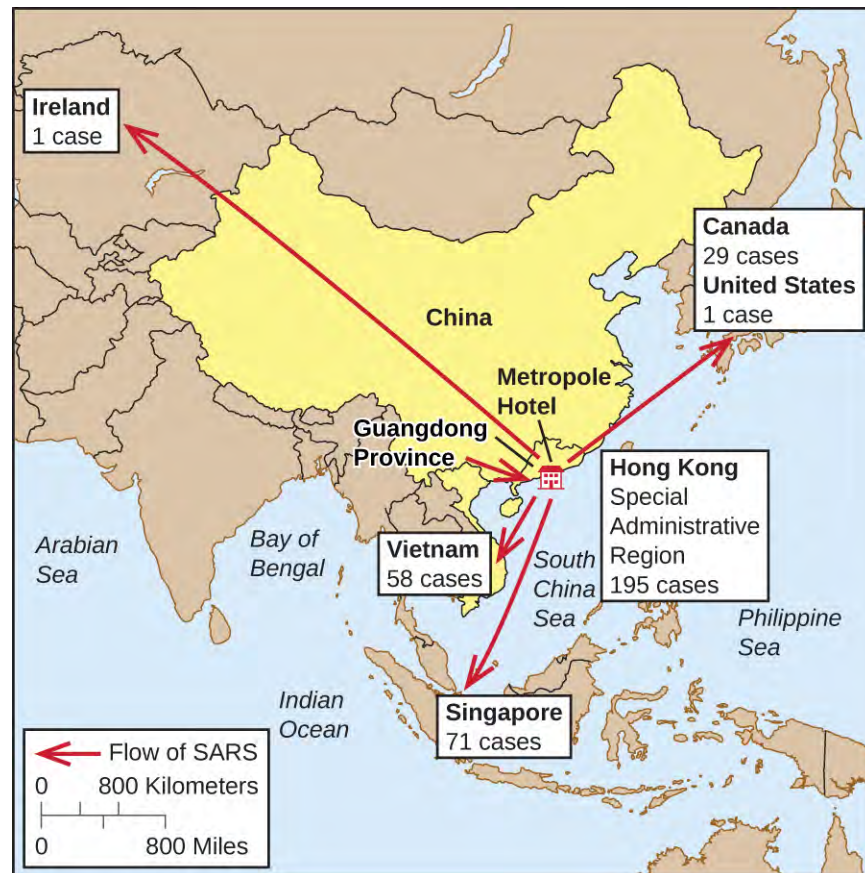 Ireland
1 case
Canada
29 cases
United States
1 case
China
Metropole
Hotel
Guangdong
Province
Hong Kong
Special
Administrative
Region
195 cases
Arabian
Sea
Bay of
Bengal
Vietnam
58 cases
South
China
Sea
Philippine
Sea
Indian
Ocean
Singapore
71 cases
Flow of SARS
0 800 Kilometers
0 800 Miles